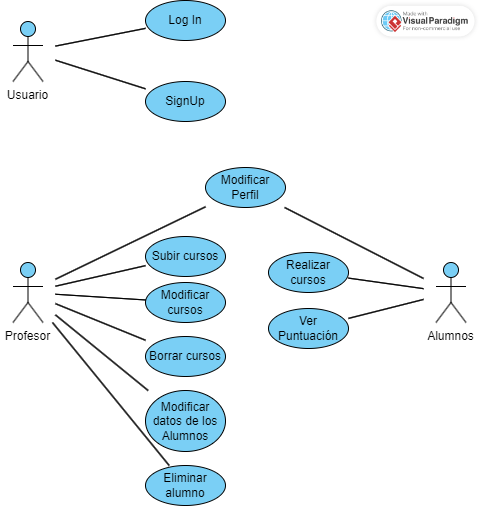 Made with
Visual Paradigm
For non-commercial use
Log In
Usuario
SignUp
Modificar
Perfil
Subir cursos
Realizar
cursos
Modificar
cursos
Ver
Puntuación
Profesor
Alumnos
Borrar cursos
Modificar
datos de los
Alumnos
Eliminar
alumno